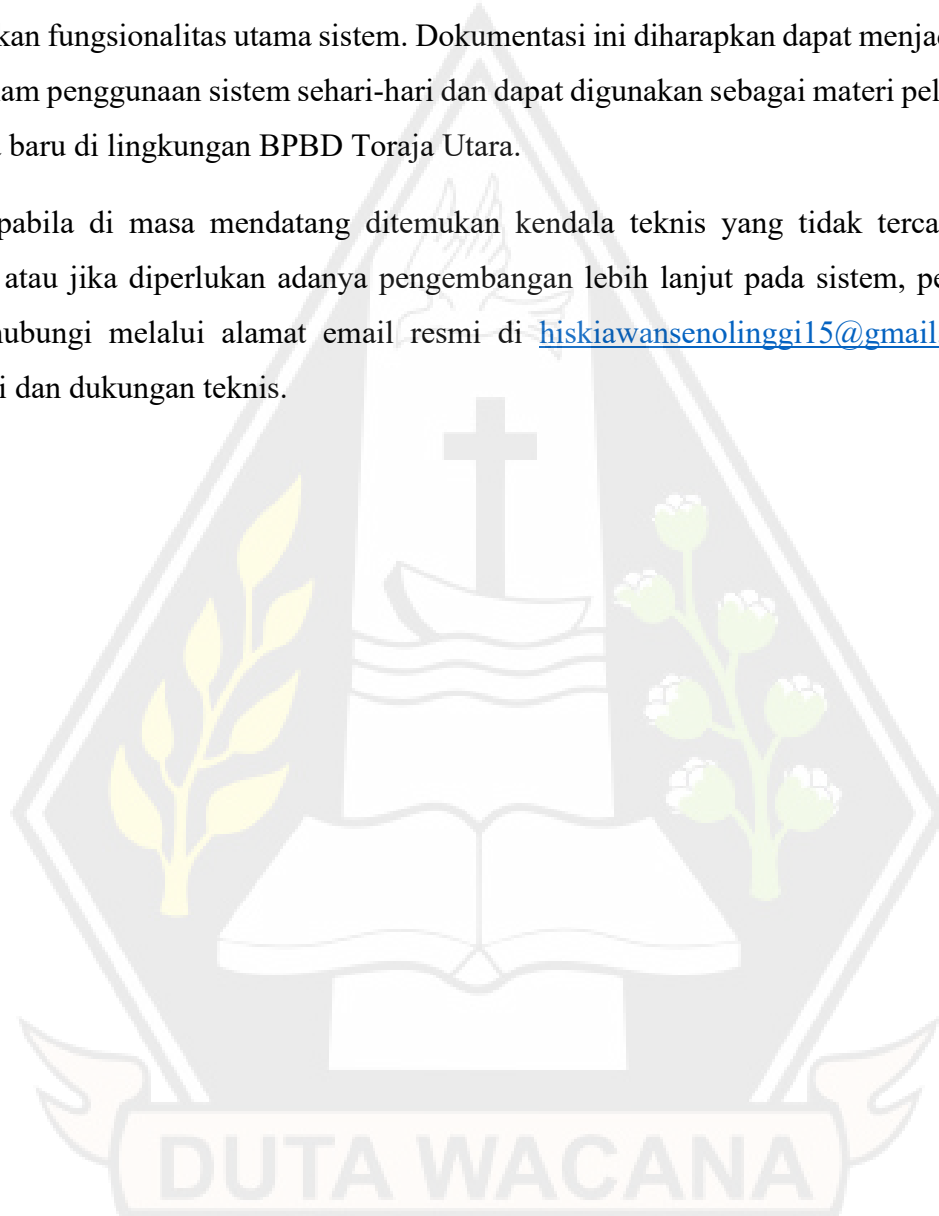 kan fungsionalitas utama sistem. Dokumentasi ini diharapkan dapat menja
am penggunaan sistem sehari-hari dan dapat digunakan sebagai materi pel
baru di lingkungan BPBD Toraja Utara.
pabila di masa mendatang ditemukan kendala teknis yang tidak terca
atau jika diperlukan adanya pengembangan lebih lanjut pada sistem, pe
hubungi melalui alamat email resmi di hiskiawansenolinggi15@gmail
i dan dukungan teknis.
DUTA WACANA